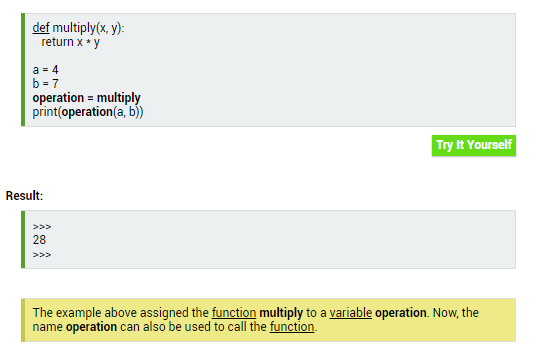 def multiply(x, y):
return x * y
a = 4
b = 7
operation = multiply
print(operation(a, b))
Try It Yourself
Result:
>>>
28
>>>
The example above assigned the function multiply to a variable operation. Now, the
name operation can also be used to call the function.